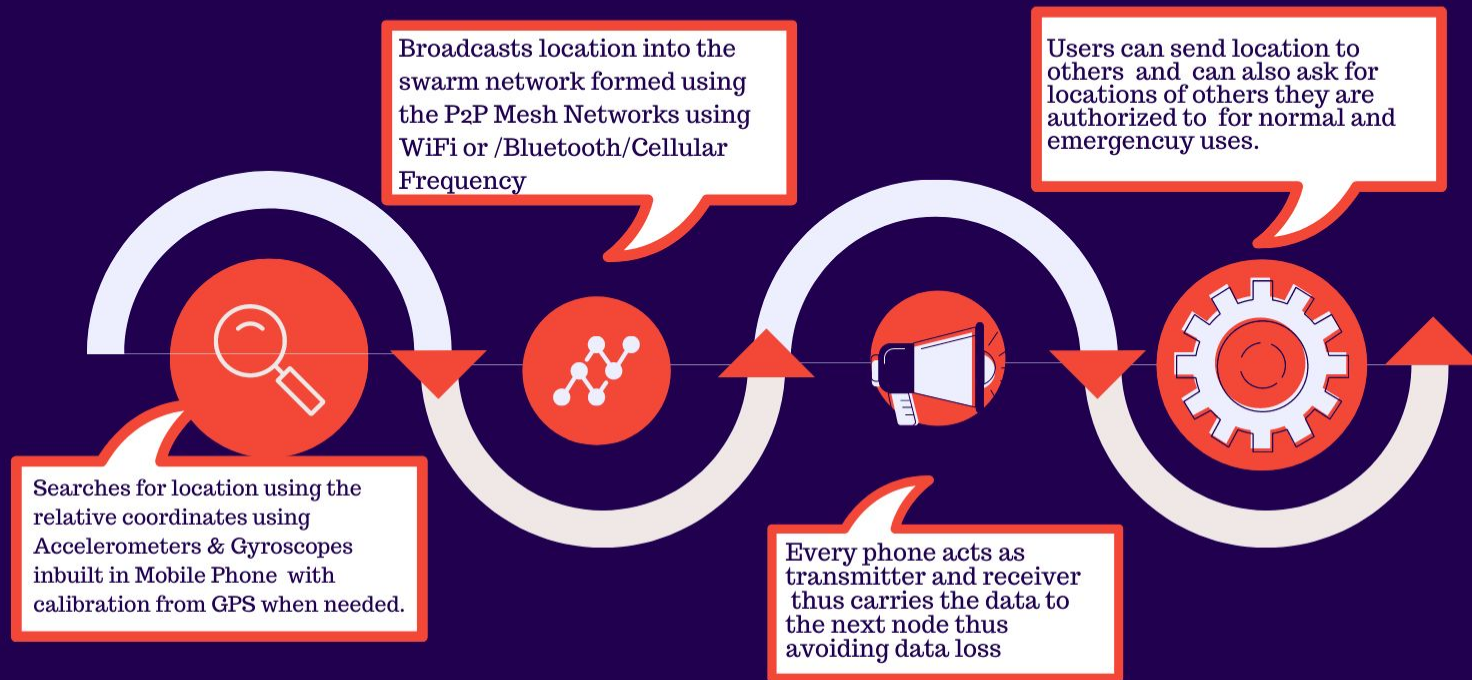 Searches for location using the
relative coordinates using
Accelerometers & Gyroscopes
inbuilt in Mobile Phone with
calibration from GPS when needed.
Broadcasts location into the
swarm network formed using
the P2P Mesh Networks using
WiFi or /Bluetooth/Cellular
Frequency
Every phone acts as
transmitter and receiver
thus carries the data to
the next node thus
avoiding data loss
Users can send location to
others and can also ask for
locations of others they are
authorized to for normal and
emergencuy uses.